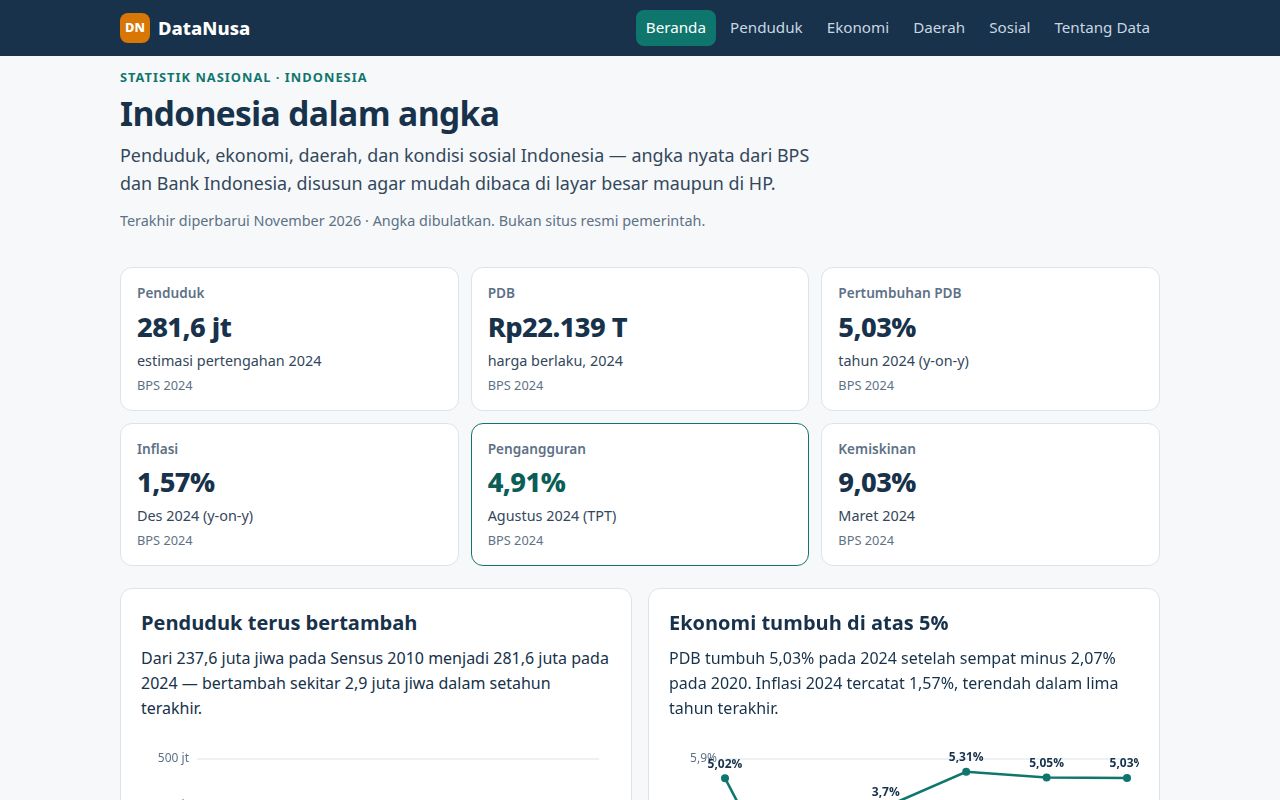 DN DataNusa Beranda Penduduk Ekonomi Daerah Sosial Tentang Data
STATISTIK NASIONAL · INDONESIA
Indonesia dalam angka
Penduduk, ekonomi, daerah, dan kondisi sosial Indonesia — angka nyata dari BPS
dan Bank Indonesia, disusun agar mudah dibaca di layar besar maupun di HP.
Terakhir diperbarui November 2026 · Angka dibulatkan. Bukan situs resmi pemerintah.
Penduduk
281,6 jt
estimasi pertengahan 2024
BPS 2024
PDB
Rp22.139 T
harga berlaku, 2024
BPS 2024
Pertumbuhan PDB
5,03%
tahun 2024 (y-on-y)
BPS 2024
Inflasi
1,57%
Des 2024 (y-on-y)
BPS 2024
Pengangguran
4,91%
Agustus 2024 (TPT)
BPS 2024
Kemiskinan
9,03%
Maret 2024
BPS 2024
Penduduk terus bertambah
Dari 237,6 juta jiwa pada Sensus 2010 menjadi 281,6 juta pada
2024 — bertambah sekitar 2,9 juta jiwa dalam setahun
terakhir.
500 jt
Ekonomi tumbuh di atas 5%
PDB tumbuh 5,03% pada 2024 setelah sempat minus 2,07%
pada 2020. Inflasi 2024 tercatat 1,57%, terendah dalam lima
tahun terakhir.
5,9%
5,02%
3,7%
5,31%
5,05%
5,03%